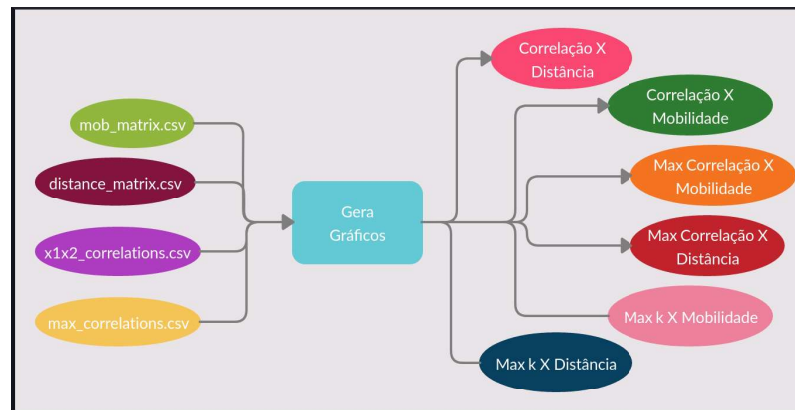 mob_matrix.csv
distance_matrix.csv
x1x2_correlations.csv
max_correlations.csv
Gera
Gráficos
Correlação X
Distância
Correlação X
Mobilidade
Max Correlação X
Mobilidade
Max Correlação X
Distância
Max k X Mobilidade
Max k X Distância